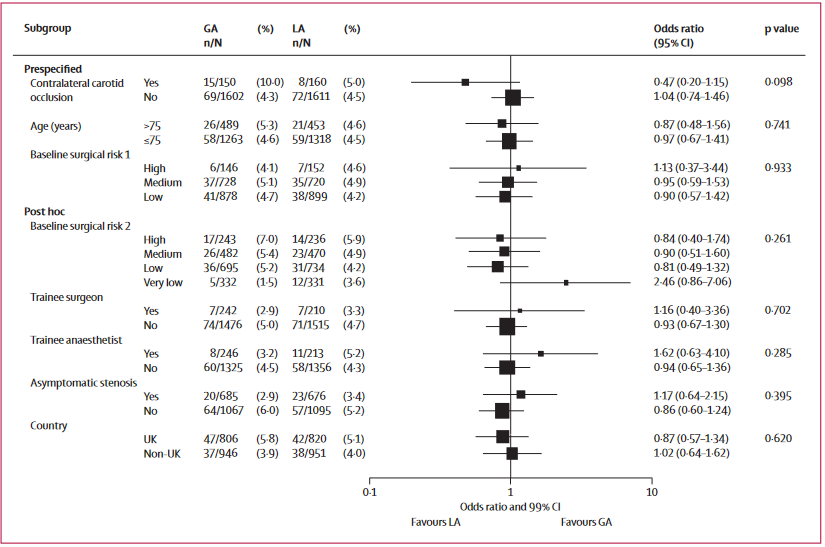 Subgroup GA (%) LA (%) Odds ratio p value
n/N n/N (95% CI)
Prespecified
Contralateral carotid Yes 15/150 (10·0) 8/160 (5·0) 0·47 (0·20–1·15) 0·098
occlusion No 69/1602 (4·3) 72/1611 (4·5) 1·04 (0·74–1·46)
Age (years) >75 26/489 (5·3) 21/453 (4·6) 0·87 (0·48–1·56) 0·741
≤75 58/1263 (4·6) 59/1318 (4·5) 0·97 (0·67–1·41)
Baseline surgical risk 1
High 6/146 (4·1) 7/152 (4·6) 1·13 (0·37–3·44) 0·933
Medium 37/728 (5·1) 35/720 (4·9) 0·95 (0·59–1·53)
Low 41/878 (4·7) 38/899 (4·2) 0·90 (0·57–1·42)
Post hoc
Baseline surgical risk 2
High 17/243 (7·0) 14/236 (5·9) 0·84 (0·40–1·74) 0·261
Medium 26/482 (5·4) 23/470 (4·9) 0·90 (0·51–1·60)
Low 36/695 (5·2) 31/734 (4·2) 0·81 (0·49–1·32)
Very low 5/332 (1·5) 12/331 (3·6) 2·46 (0·86–7·06)
Trainee surgeon
Yes 7/242 (2·9) 7/210 (3·3) 1·16 (0·40–3·36) 0·702
No 74/1476 (5·0) 71/1515 (4·7) 0·93 (0·67–1·30)
Trainee anaesthetist
Yes 8/246 (3·2) 11/213 (5·2) 1·62 (0·63–4·10) 0·285
No 60/1325 (4·5) 58/1356 (4·3) 0·94 (0·65–1·36)
Asymptomatic stenosis
Yes 20/685 (2·9) 23/676 (3·4) 1·17 (0·64–2·15) 0·395
No 64/1067 (6·0) 57/1095 (5·2) 0·86 (0·60–1·24)
Country
UK 47/806 (5·8) 42/820 (5·1) 0·87 (0·57–1·34) 0·620
Non-UK 37/946 (3·9) 38/951 (4·0) 1·02 (0·64–1·62)
0·1 1 10
Odds ratio and 99% CI
Favours LA Favours GA